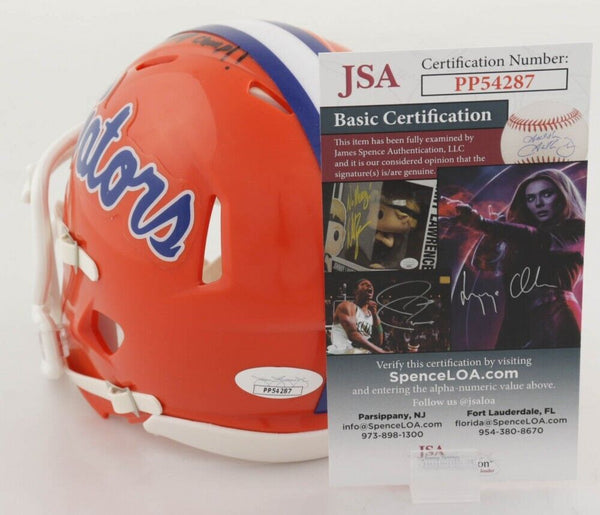 ators
PP54287
JSA
Certification Number:
PP54287
Basic Certification
This item has been fully examined by
James Spence Authentication, LLC
and it is our considered opinion that the
signature(s) is/are genuine.
Verify this certification by visiting
SpenceLOA.com
and entering the alpha-numeric value above.
Follow us @jsaloa
Parsippany, NJ
info@SpenceLOA.com
973-898-1300
Fort Lauderdale, FL
florida@SpenceLOA.com
954-380-8670
JSA